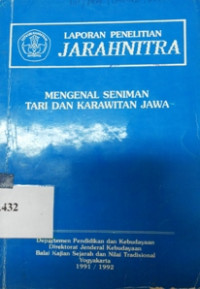 LAPORAN PENELITIAN
JARAHNITRA
MENGENAL SENIMAN
TARI DAN KARAWITAN JAWA
.432
Departemen Pendidikan dan Kebudayaan
Direktorat Jenderal Kebudayaan
Balai Kajian Sejarah dan Nilai Tradisional
Yogyakarta
1991 / 1992